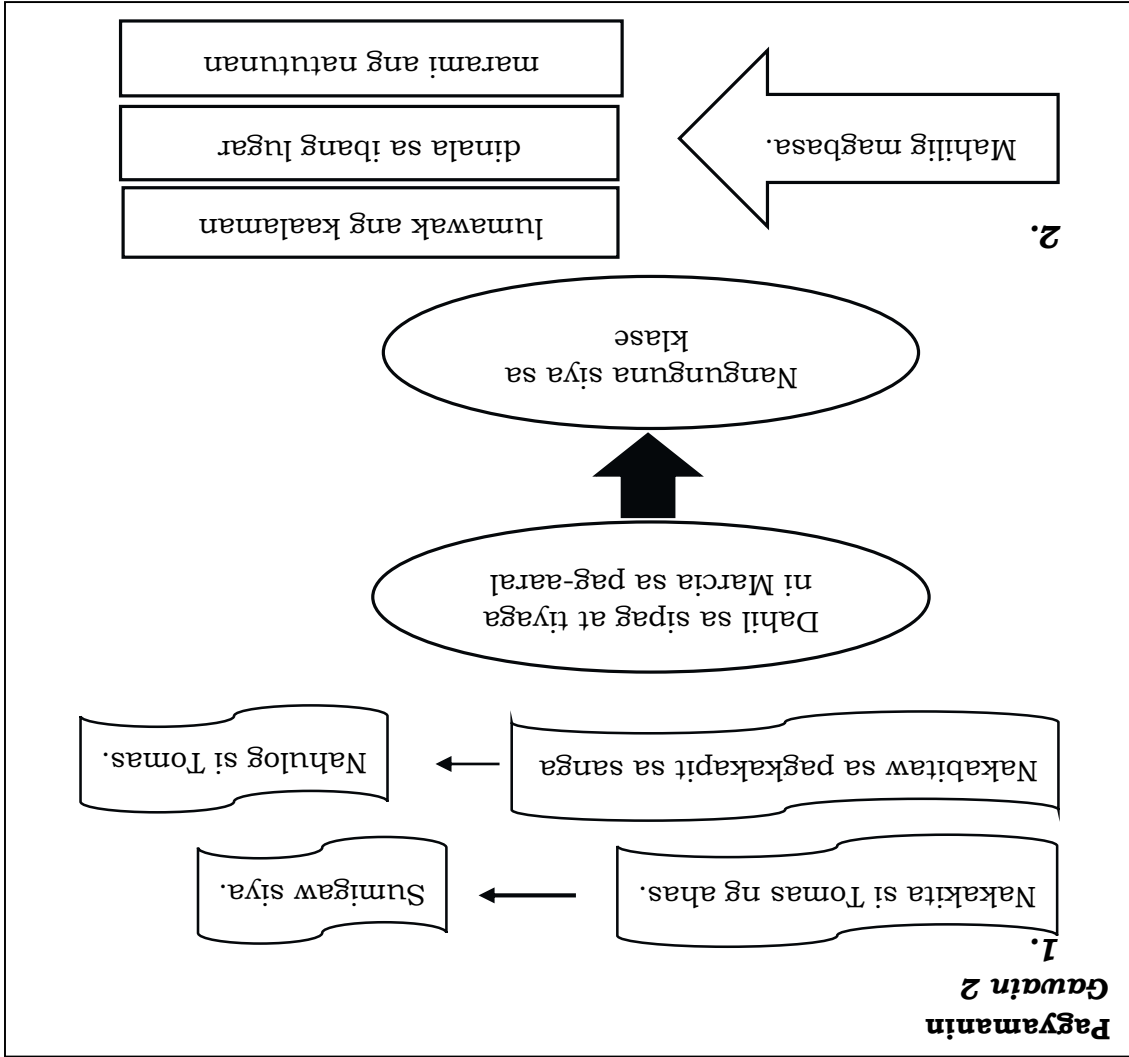 Pagyamanin
Gawain 2
1.
Nakakita si Tomas ng ahas.
Sumigaw siya.
Nakabitaw sa pagkakapit sa sanga
Nahulog si Tomas.
Dahil sa sipag at tiyaga
ni Marcia sa pag-aaral
Nangunguna siya sa
klase
2.
Mahilig magbasa.
lumawak ang kaalaman
dinala sa ibang lugar
marami ang natutunan